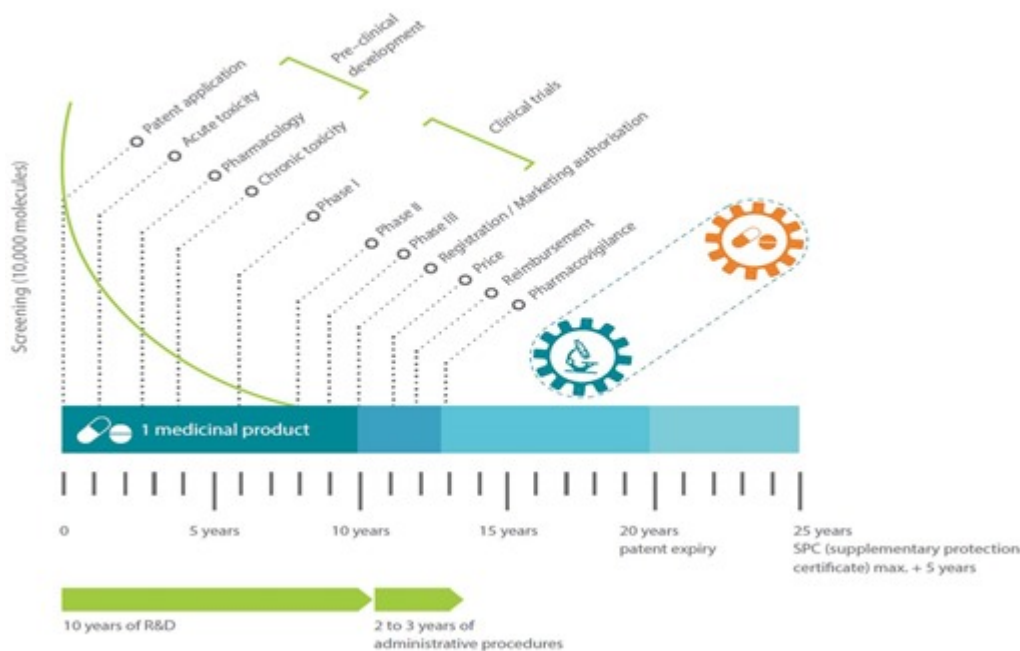 Screening (10,000 molecules)
Patent application
Acute toxicity
Pharmacology
Chronic toxicity
Pre-clinical
development
Phase I
Phase II
Phase III
Clinical trials
Registration / Marketing authorisation
Price
Reimbursement
Pharmacovigilance
1 medicinal product
0
5 years
10 years
15 years
20 years
patent expiry
25 years
SPC (supplementary protection
certificate) max. + 5 years
10 years of R&D
2 to 3 years of
administrative procedures